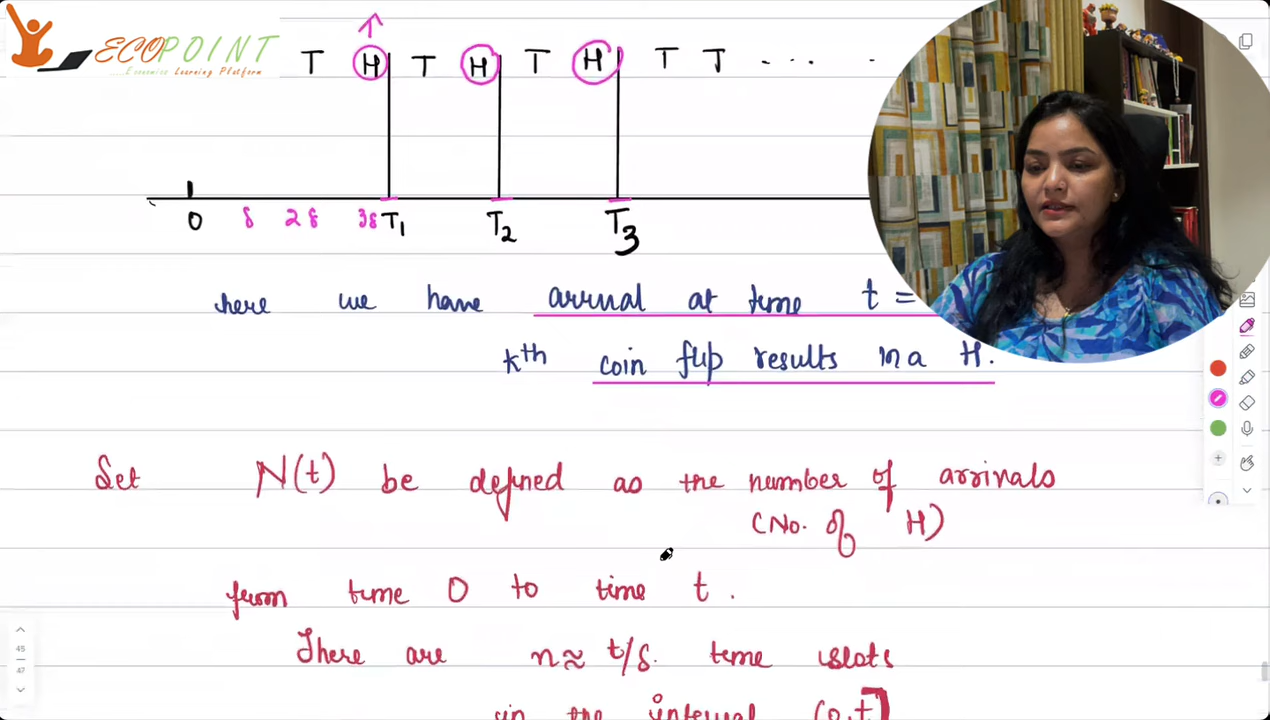 ECOPOINT
....Economics Learning Platform
T H T H T H T T ... .
0 δ 2δ 3δ T1 T2 T3
here we have arrival at time t =
kth coin flip results in a H.
Let N(t) be defined as the number of arrivals
(No. of H)
from time 0 to time t.
There are n≈ t/δ. time slots
in the interval (0,t]
45
47